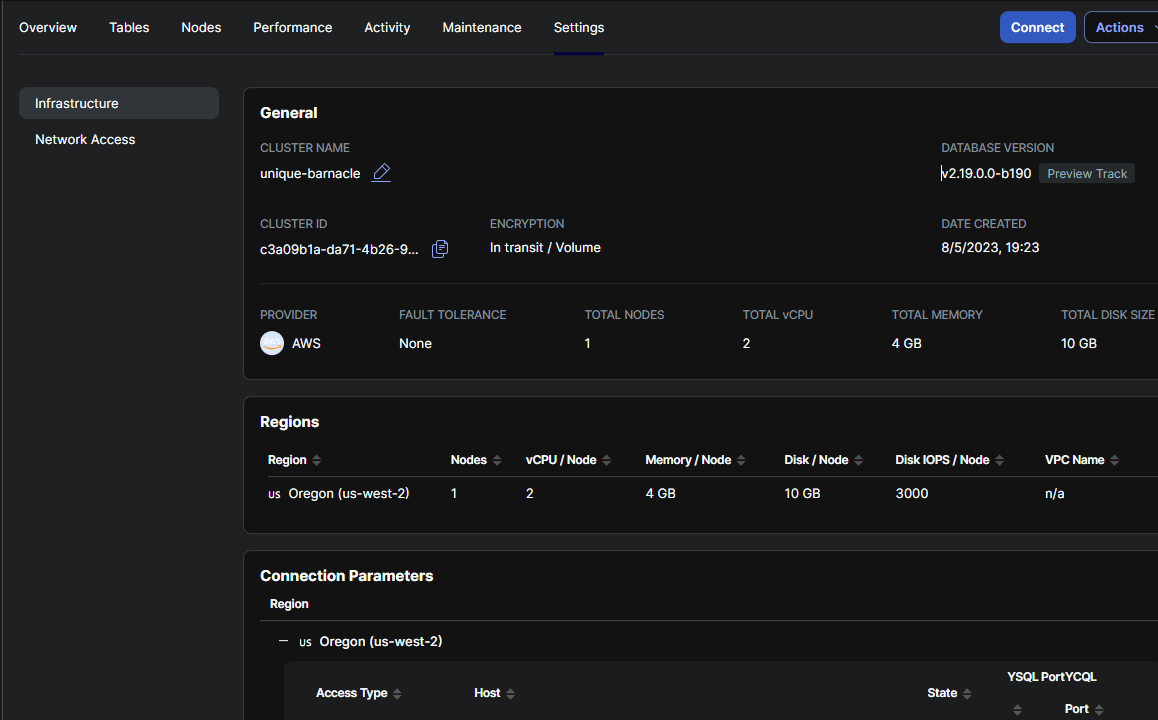 Overview Tables Nodes Performance Activity Maintenance Settings Connect Actions
Infrastructure
Network Access
General
CLUSTER NAME DATABASE VERSION
unique-barnacle v2.19.0.0-b190 Preview Track
CLUSTER ID ENCRYPTION DATE CREATED
c3a09b1a-da71-4b26-9... In transit / Volume 8/5/2023, 19:23
PROVIDER FAULT TOLERANCE TOTAL NODES TOTAL vCPU TOTAL MEMORY TOTAL DISK SIZE
aws AWS None 1 2 4 GB 10 GB
Regions
Region Nodes vCPU / Node Memory / Node Disk / Node Disk IOPS / Node VPC Name
us Oregon (us-west-2) 1 2 4 GB 10 GB 3000 n/a
Connection Parameters
Region
us Oregon (us-west-2)
Access Type Host State YSQL Port YCQL Port